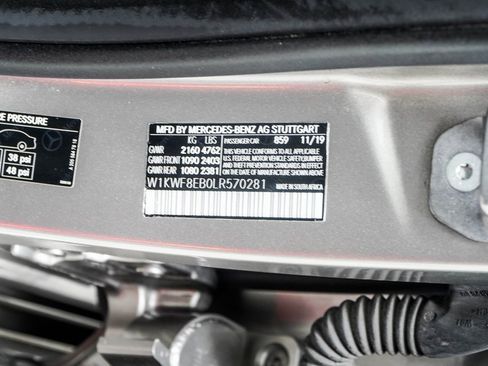 RE PRESSURE
38 psi
48 psi
MFD BY MERCEDES-BENZ AG STUTTGART
KG LBS PASSENGER CAR 859 11/19
GVWR 2160 4762 THIS VEHICLE CONFORMS TO ALL APPLICABLE
GAWR FRONT 1090 2403 U.S. FEDERAL MOTOR VEHICLE SAFETY, BUMPER
GAWR REAR 1080 2381 AND THEFT PREVENTION STANDARDS IN EFFECT
ON THE DATE OF MANUFACTURE SHOWN ABOVE.
W1KWF8EB0LR570281 MADE IN SOUTH AFRICA